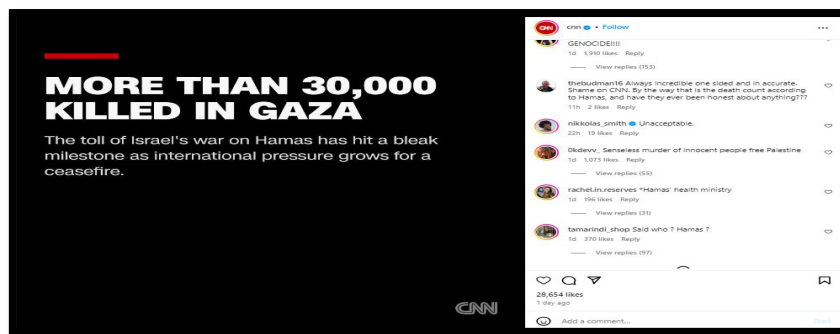 MORE THAN 30,000
KILLED IN GAZA
The toll of Israel's war on Hamas has hit a bleak
milestone as international pressure grows for a
ceasefire.
CNN
CNN
cnn • Follow
GENOCIDE!!!!
1d 1,910 likes Reply
View replies (153)
thebudman16 Always incredible one sided and in accurate.
Shame on CNN. By the way that is the death count according
to Hamas, and have they ever been honest about anything???
11h 2 likes Reply
nikkolas_smith Unacceptable.
22h 19 likes Reply
0kdevv_ Senseless murder of innocent people free Palestine
1d 1,073 likes Reply
View replies (55)
rachel.in.reserves "Hamas' health ministry
1d 196 likes Reply
View replies (31)
tamarindi_shop Said who ? Hamas ?
1d 370 likes Reply
View replies (97)
28,654 likes
1 day ago
Add a comment...
Post